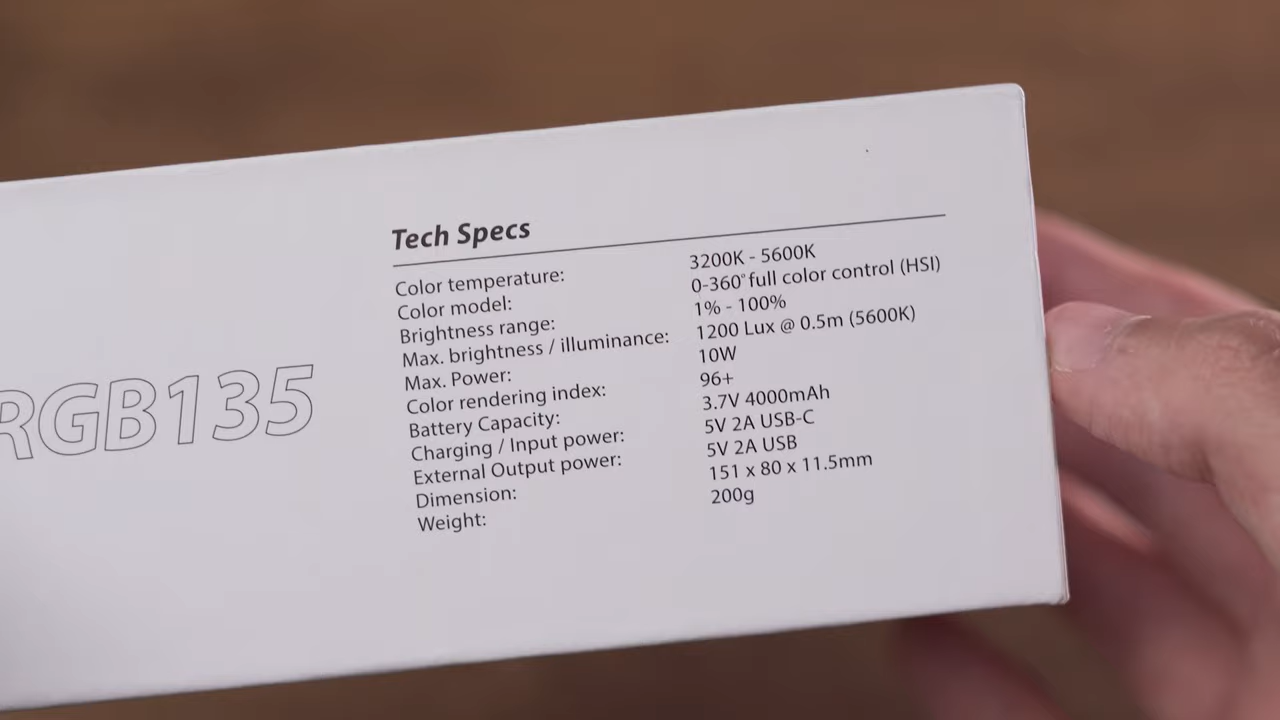 Tech Specs
Color temperature: 3200K - 5600K
Color model: 0-360° full color control (HSI)
Brightness range: 1% - 100%
Max. brightness / illuminance: 1200 Lux @ 0.5m (5600K)
Max. Power: 10W
Color rendering index: 96+
Battery Capacity: 3.7V 4000mAh
Charging / Input power: 5V 2A USB-C
External Output power: 5V 2A USB
Dimension: 151 x 80 x 11.5mm
Weight: 200g
RGB135